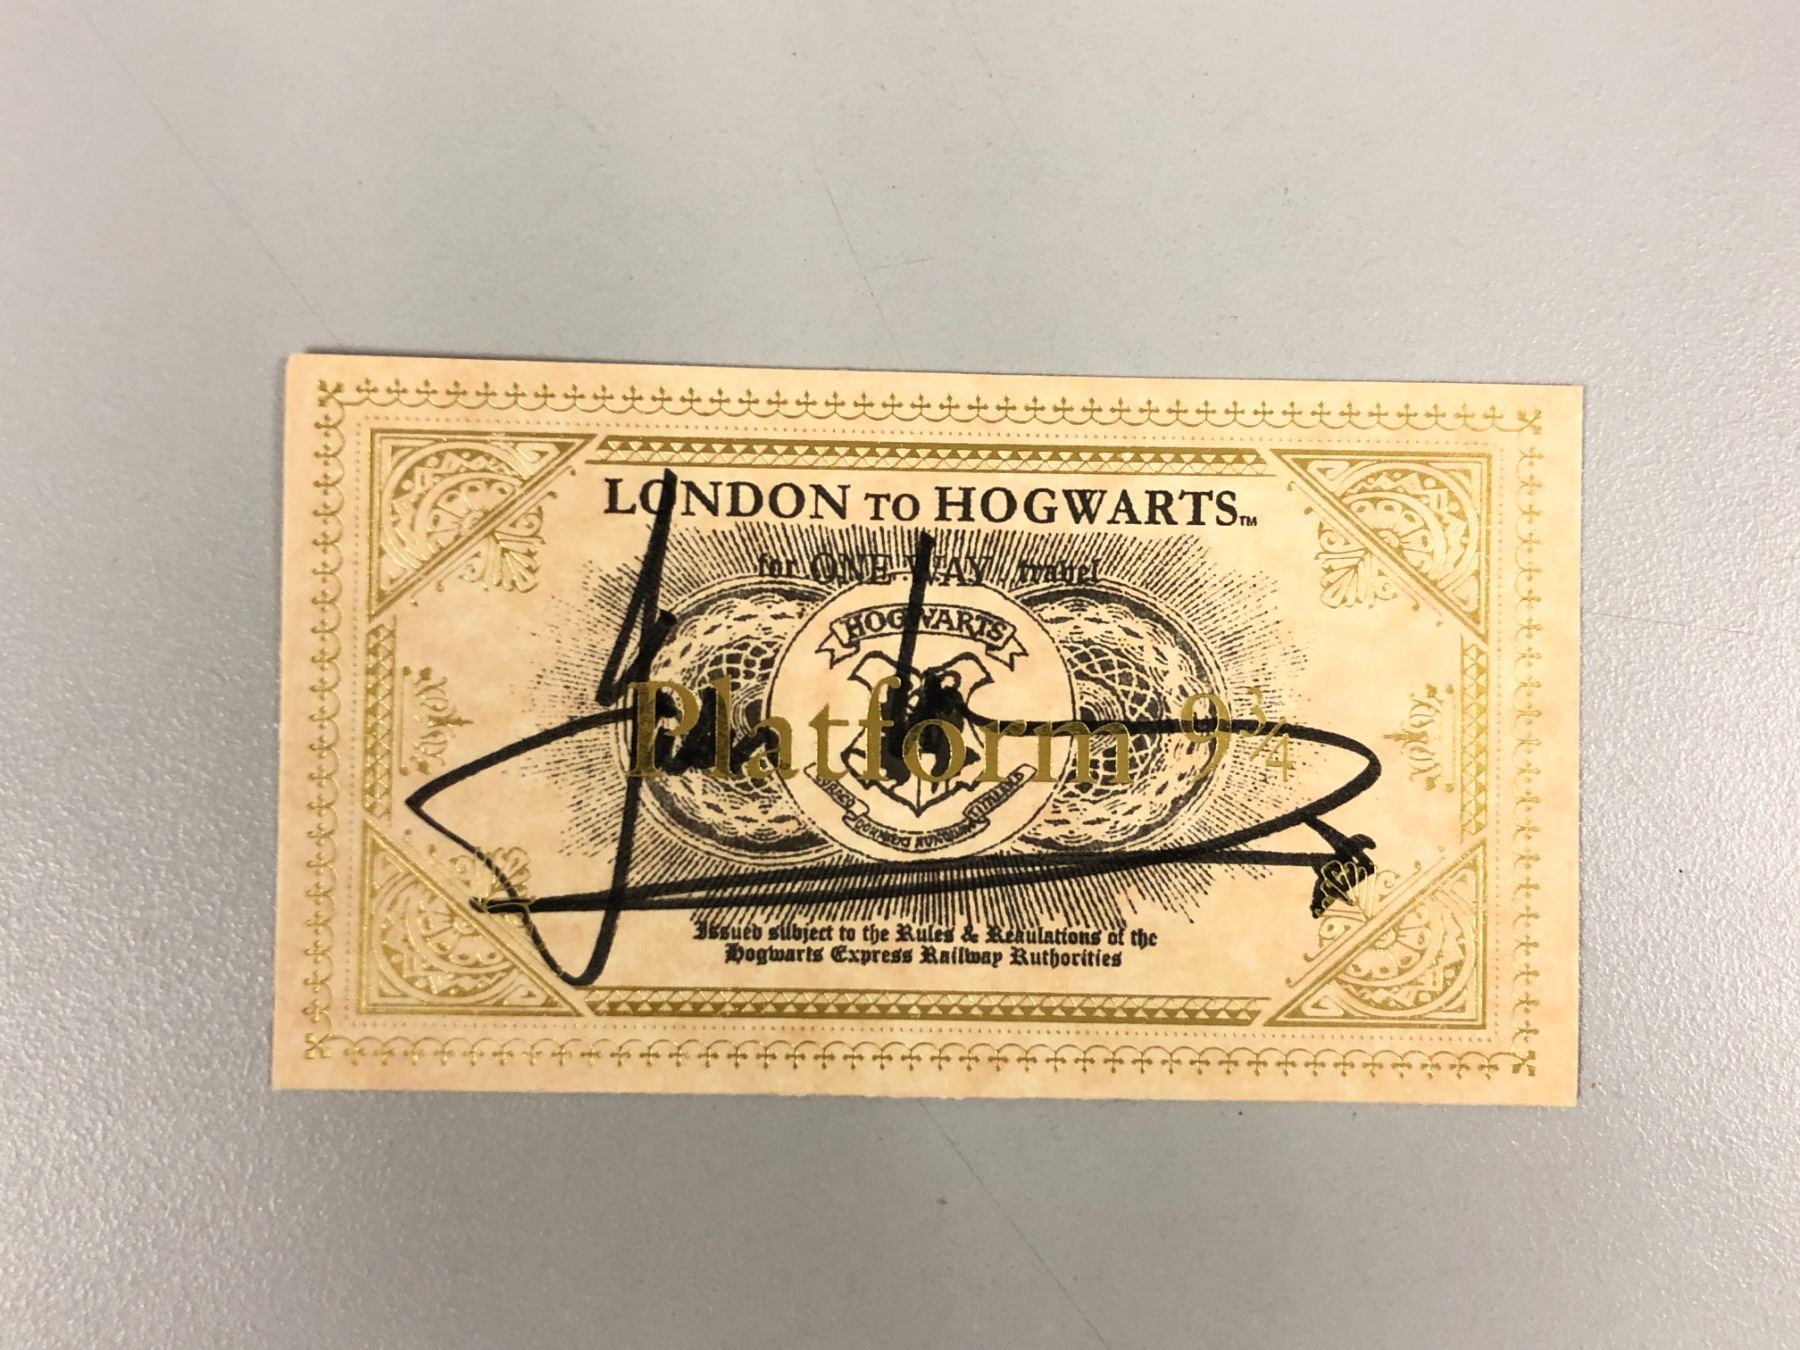 LONDON TO HOGWARTS™
for ONE WAY travel
HOGWARTS
Platform 9¾
Issued subject to the Rules & Regulations of the
Hogwarts Express Railway Authorities